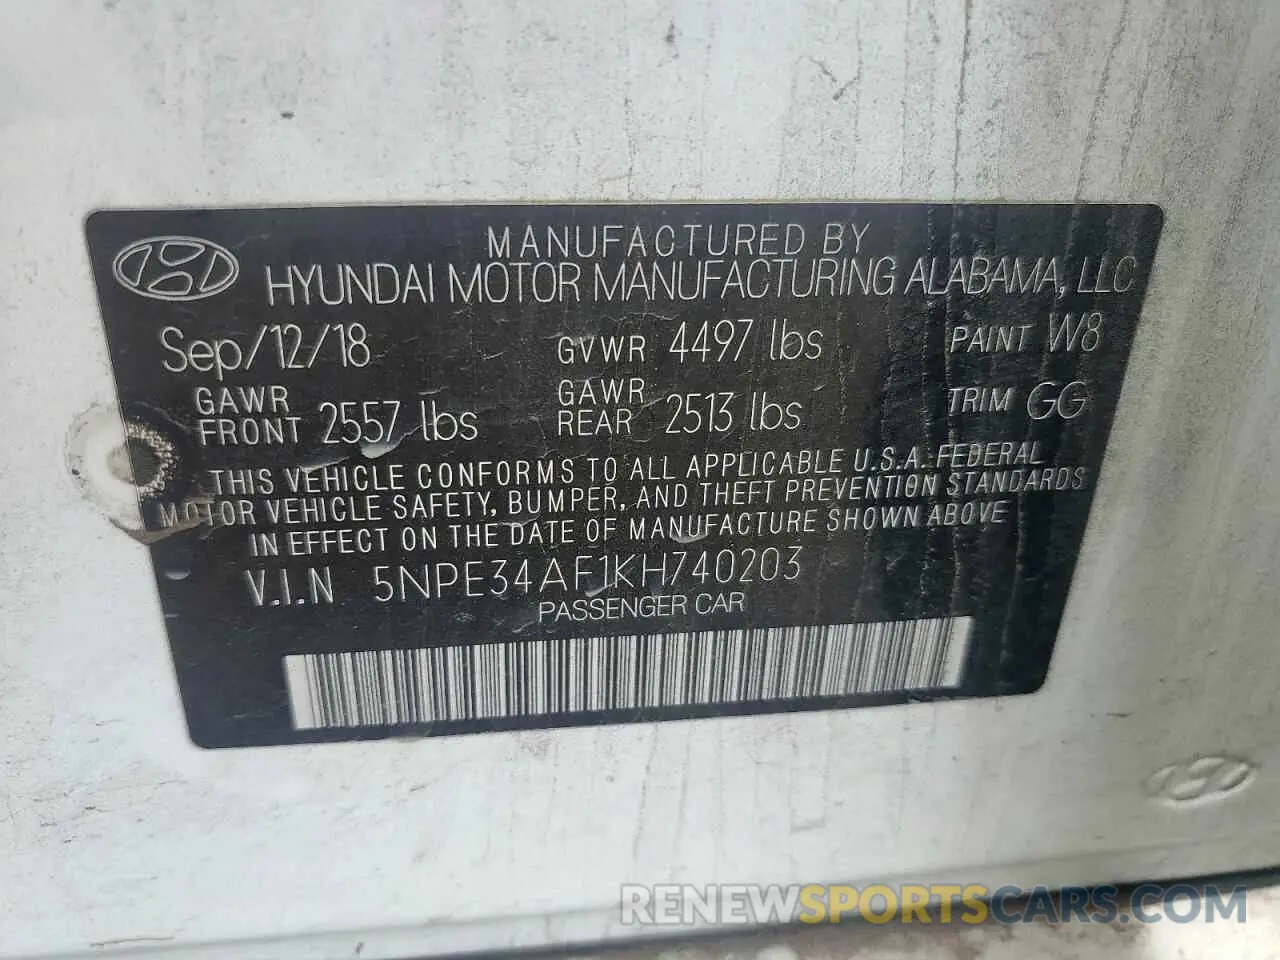 MANUFACTURED BY
HYUNDAI MOTOR MANUFACTURING ALABAMA, LLC
Sep/12/18 GVWR 4497 lbs PAINT W8
GAWR FRONT 2557 lbs GAWR REAR 2513 lbs TRIM GG
THIS VEHICLE CONFORMS TO ALL APPLICABLE U.S.A. FEDERAL
MOTOR VEHICLE SAFETY, BUMPER, AND THEFT PREVENTION STANDARDS
IN EFFECT ON THE DATE OF MANUFACTURE SHOWN ABOVE
V.I.N 5NPE34AF1KH740203
PASSENGER CAR
RENEWSPORTSCARS.COM